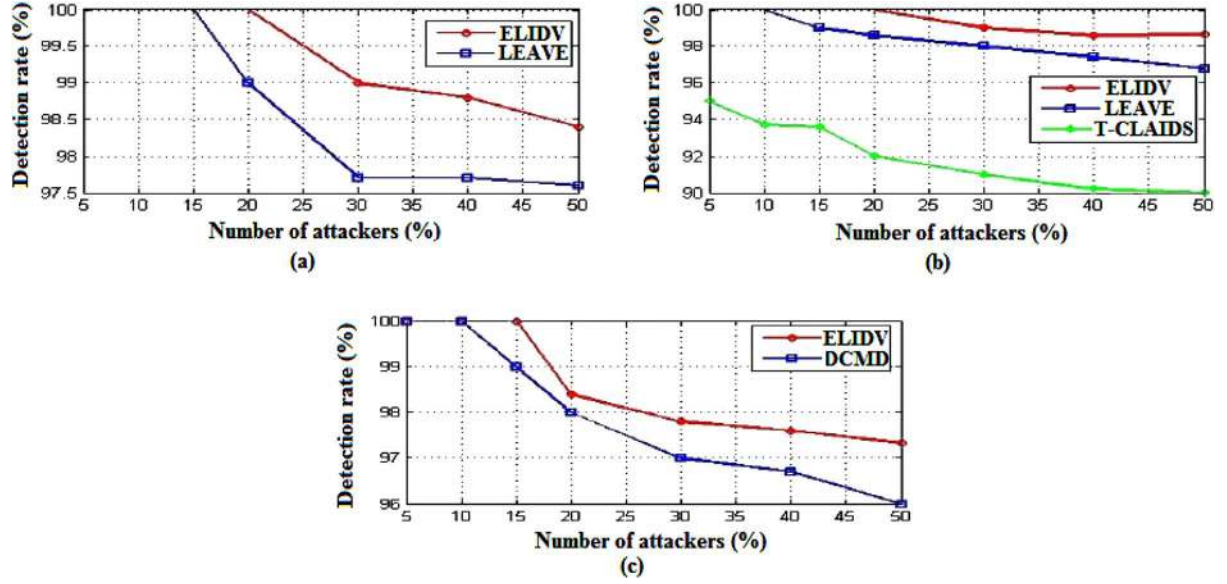 100
99.5
99
98.5
98
97.5
Detection rate (%)
ELIDV
LEAVE
5 10 15 20 25 30 35 40 45 50
Number of attackers (%)
(a)
100
98
96
94
92
90
Detection rate (%)
ELIDV
LEAVE
T-CLAIDS
5 10 15 20 25 30 35 40 45 50
Number of attackers (%)
(b)
100
99
98
97
96
Detection rate (%)
ELIDV
DCMD
5 10 15 20 25 30 35 40 45 50
Number of attackers (%)
(c)